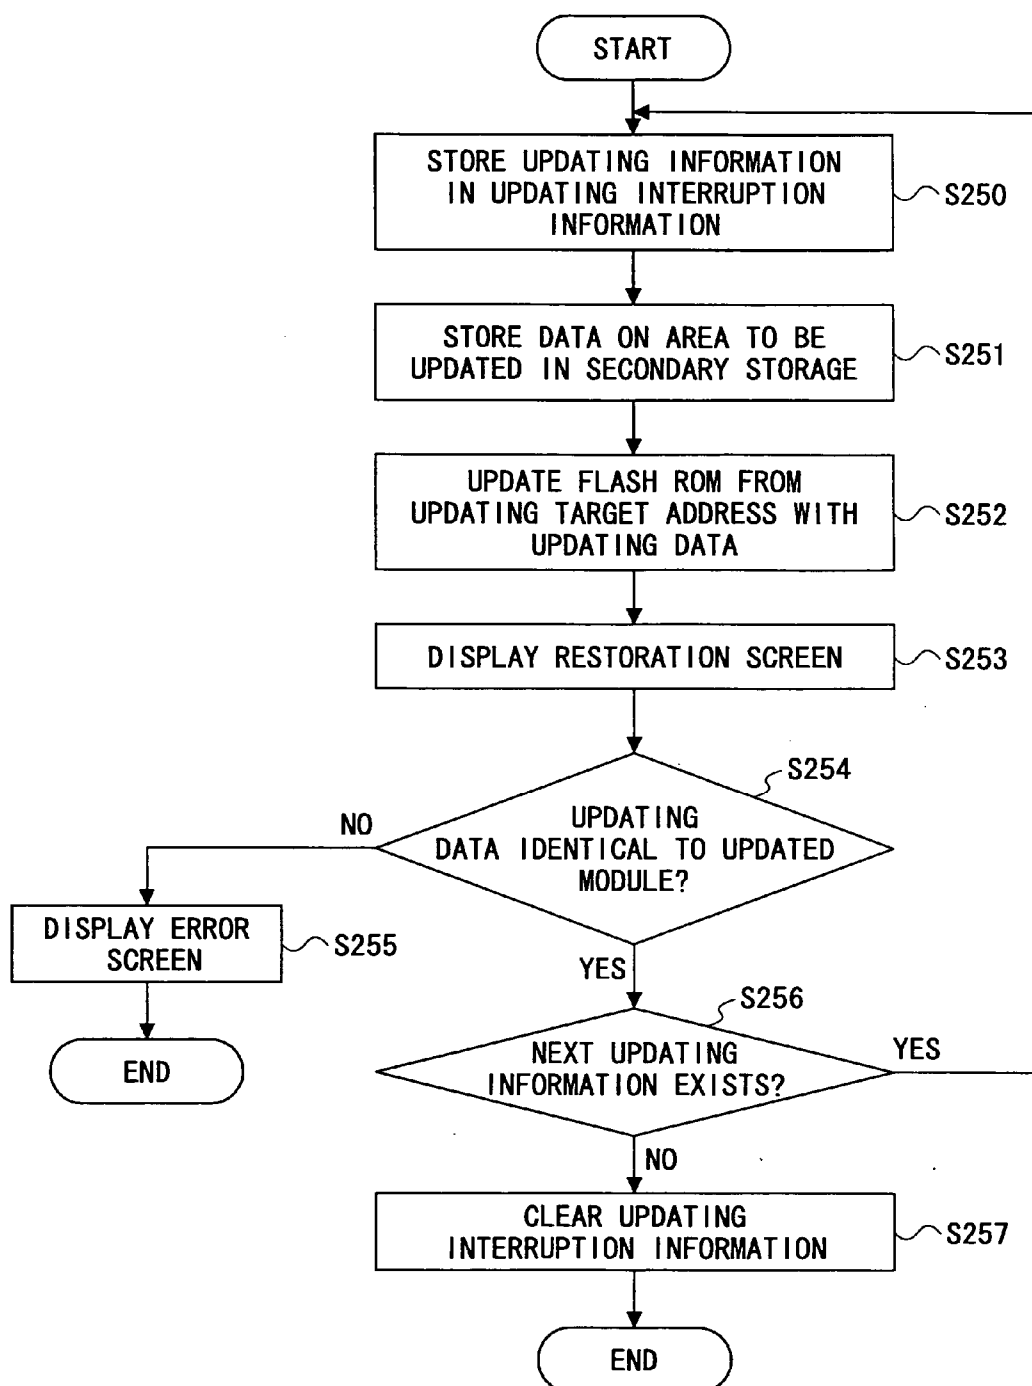 START
STORE UPDATING INFORMATION
IN UPDATING INTERRUPTION
INFORMATION
S250
STORE DATA ON AREA TO BE
UPDATED IN SECONDARY STORAGE
S251
UPDATE FLASH ROM FROM
UPDATING TARGET ADDRESS WITH
UPDATING DATA
S252
DISPLAY RESTORATION SCREEN
S253
S254
UPDATING
DATA IDENTICAL TO UPDATED
MODULE?
NO
DISPLAY ERROR
SCREEN
S255
END
YES
S256
NEXT UPDATING
INFORMATION EXISTS?
YES
NO
CLEAR UPDATING
INTERRUPTION INFORMATION
S257
END